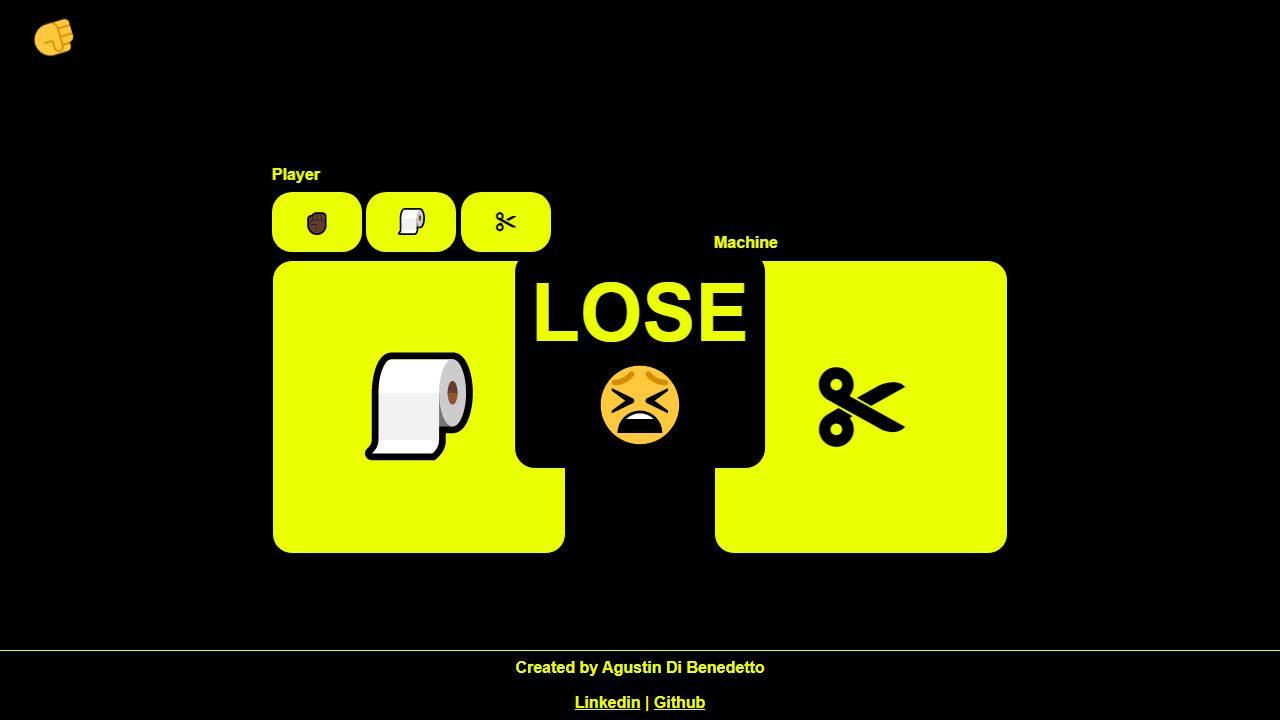 Player
Machine
LOSE
Created by Agustin Di Benedetto
Linkedin | Github